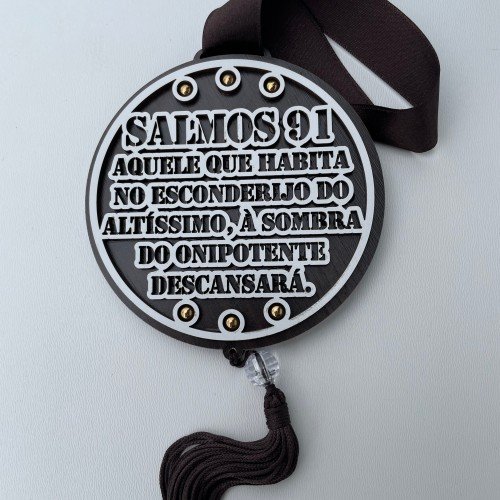 SALMOS 91
AQUELE QUE HABITA
NO ESCONDERIJO DO
ALTÍSSIMO, À SOMBRA
DO ONIPOTENTE
DESCANSARÁ.